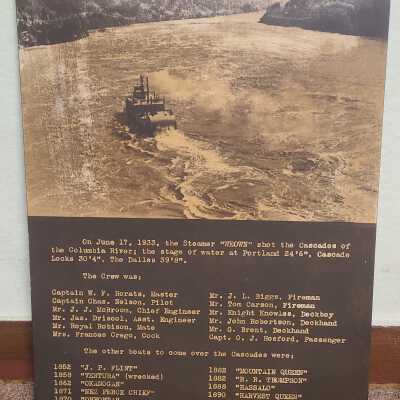 On June 17, 1933, the Steamer "UMOWN" shot the Cascades of
the Columbia River; the stage of water at Portland 24'6". Cascade
Locks 30'4". The Dalles 39'8".
The Crew was:
Captain W. F. Horats, Master
Captain Chas. Nelson, Pilot
Mr. J. J. McBroom, Chief Engineer
Mr. Jas. Driscol, Asst. Engineer
Mr. Royal Robison, Mate
Mrs. Frances Crego, Cook
Mr. J. L. Biggs, Fireman
Mr. Tom Carson, Fireman
Mr. Knight Knowiss, Deckboy
Mr. John Robertson, Deckhand
Mr. G. Brent, Deckhand
Capt. O. J. Hosford, Passenger
The other boats to come over the Cascades were;
1852 "J. P. FLINT"
1858 "VENTURA" (wrecked)
1862 "OKANOGAN"
1871 "NEZ PERCE CHIEF"
1882 "MOUNTAIN QUEEN"
1882 "R. R. THOMPSON"
1888 "HASSALO"
1890 "HARVEST QUEEN"